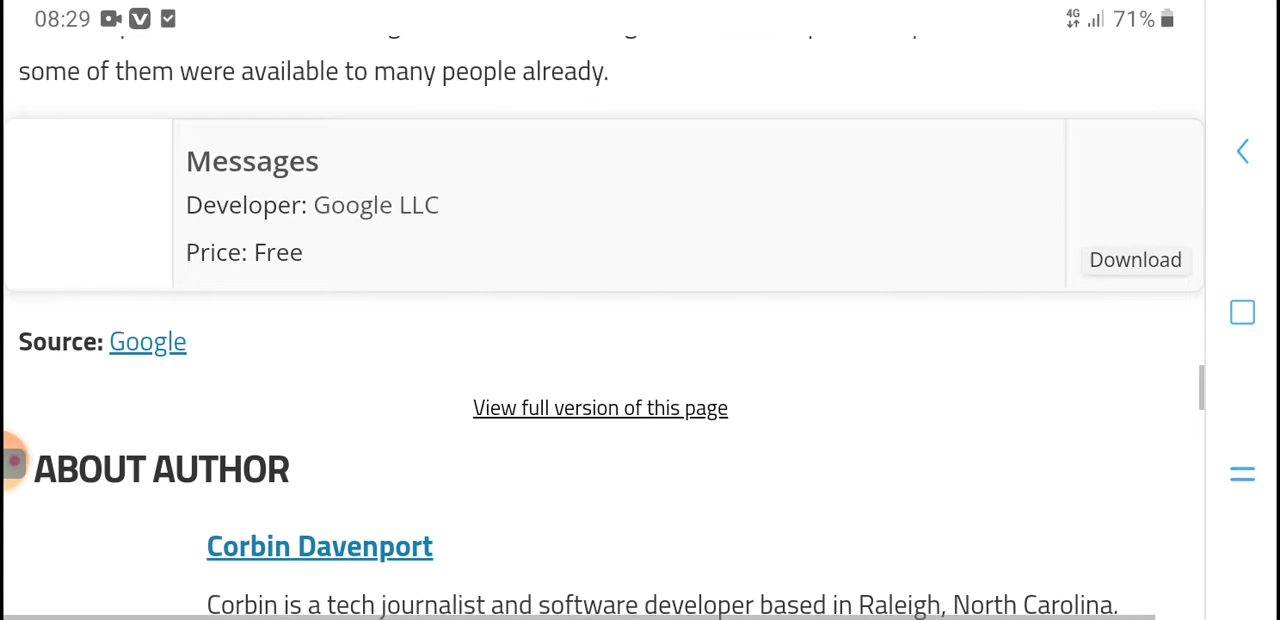 08:29
4G 71%
some of them were available to many people already.
Messages
Developer: Google LLC
Price: Free
Download
Source: Google
View full version of this page
ABOUT AUTHOR
Corbin Davenport
Corbin is a tech journalist and software developer based in Raleigh, North Carolina.